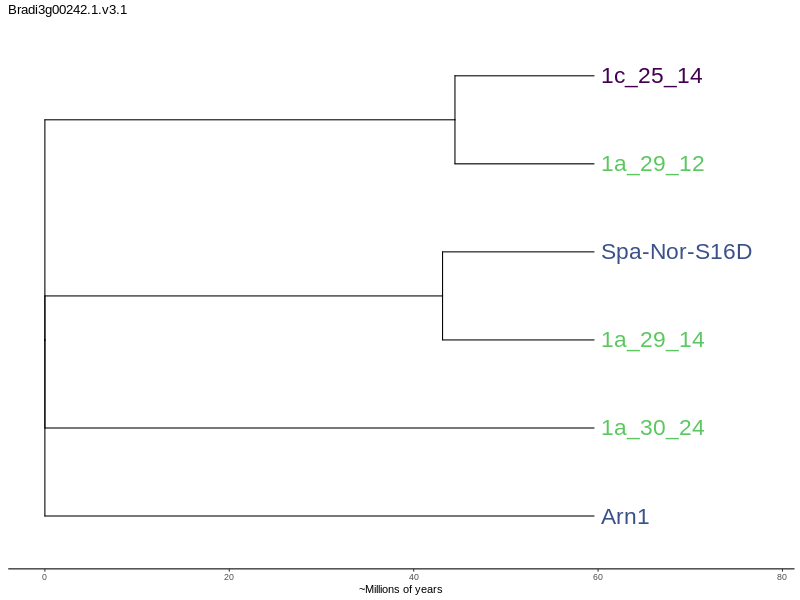 Bradi3g00242.1.v3.1
1c_25_14
1a_29_12
Spa-Nor-S16D
1a_29_14
1a_30_24
Arn1
0 20 40 60 80
~Millions of years